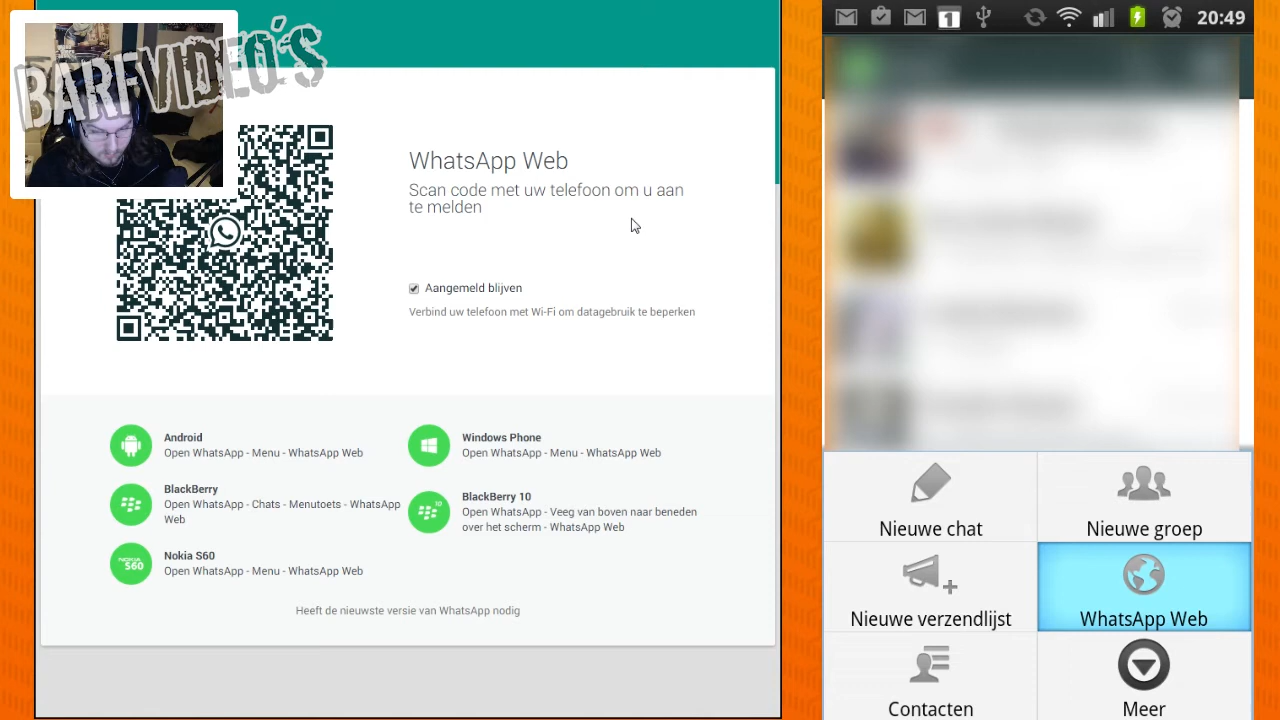 BARFVIDEO'S
WhatsApp Web
Scan code met uw telefoon om u aan
te melden
Aangemeld blijven
Verbind uw telefoon met Wi-Fi om datagebruik te beperken
Android
Open WhatsApp - Menu - WhatsApp Web
Windows Phone
Open WhatsApp - Menu - WhatsApp Web
BlackBerry
Open WhatsApp - Chats - Menutoets - WhatsApp
Web
10
BlackBerry 10
Open WhatsApp - Veeg van boven naar beneden
over het scherm - WhatsApp Web
NOKIA
S60
Nokia S60
Open WhatsApp - Menu - WhatsApp Web
Heeft de nieuwste versie van WhatsApp nodig
1
20:49
Nieuwe chat
Nieuwe groep
Nieuwe verzendlijst
WhatsApp Web
Contacten
Meer